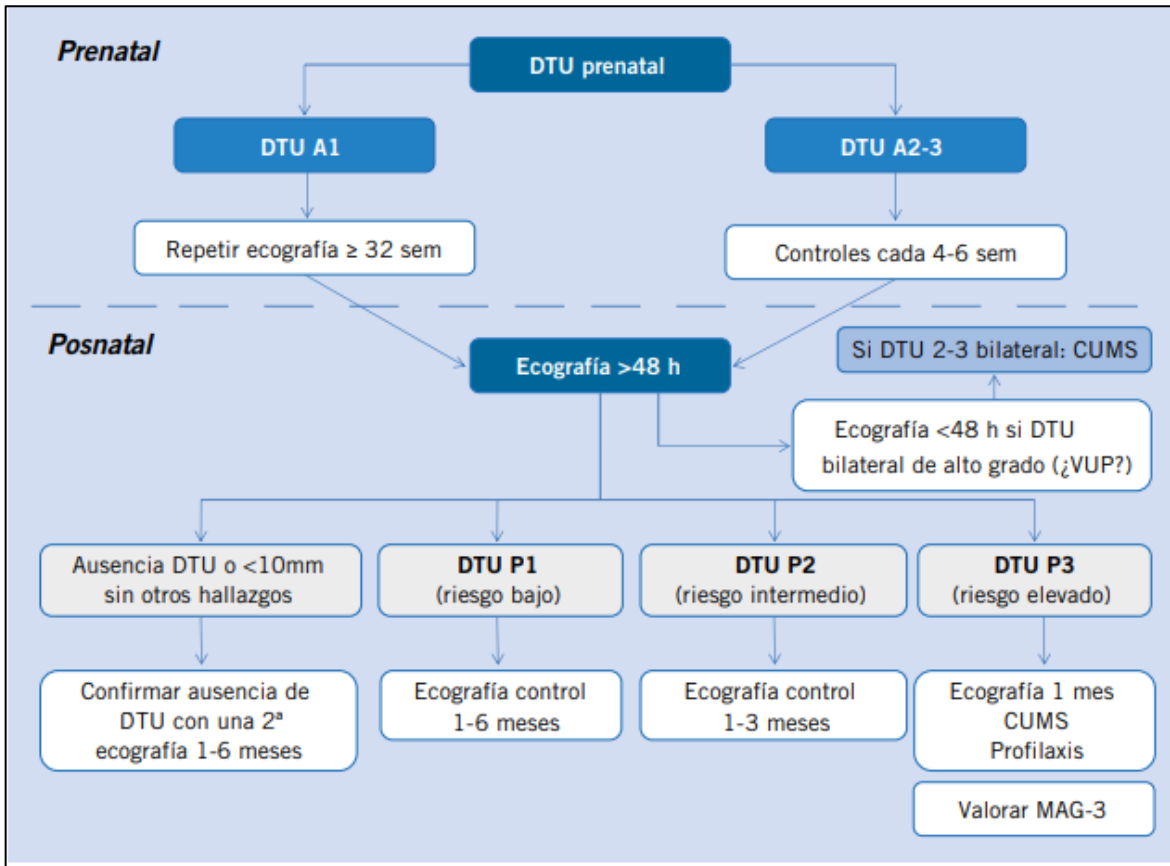 Prenatal
DTU prenatal
DTU A1
DTU A2-3
Repetir ecografía ≥ 32 sem
Controles cada 4-6 sem
Posnatal
Ecografía >48 h
Si DTU 2-3 bilateral: CUMS
Ecografía <48 h si DTU
bilateral de alto grado (¿VUP?)
Ausencia DTU o <10mm
sin otros hallazgos
DTU P1
(riesgo bajo)
DTU P2
(riesgo intermedio)
DTU P3
(riesgo elevado)
Confirmar ausencia de
DTU con una 2ª
ecografía 1-6 meses
Ecografía control
1-6 meses
Ecografía control
1-3 meses
Ecografía 1 mes
CUMS
Profilaxis
Valorar MAG-3